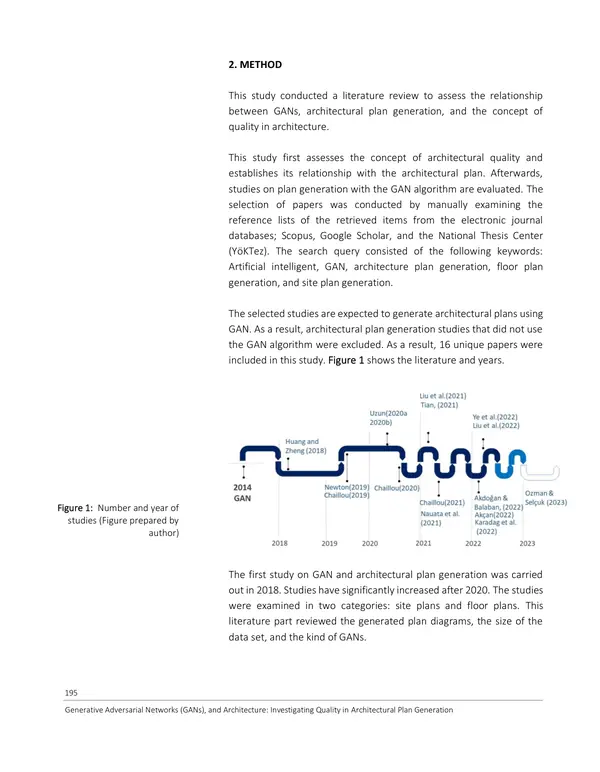 2. METHOD
This study conducted a literature review to assess the relationship
between GANs, architectural plan generation, and the concept of
quality in architecture.
This study first assesses the concept of architectural quality and
establishes its relationship with the architectural plan. Afterwards,
studies on plan generation with the GAN algorithm are evaluated. The
selection of papers was conducted by manually examining the
reference lists of the retrieved items from the electronic journal
databases; Scopus, Google Scholar, and the National Thesis Center
(YöKTez). The search query consisted of the following keywords:
Artificial intelligent, GAN, architecture plan generation, floor plan
generation, and site plan generation.
The selected studies are expected to generate architectural plans using
GAN. As a result, architectural plan generation studies that did not use
the GAN algorithm were excluded. As a result, 16 unique papers were
included in this study. Figure 1 shows the literature and years.
Liu et al.(2021)
Tian, (2021)
Uzun(2020a
2020b)
Ye et al.(2022)
Liu et al.(2022)
Huang and
Zheng (2018)
2014
GAN
Newton(2019)
Chaillou(2019)
Chaillou(2020)
Chaillou(2021)
Nauata et al.
(2021)
Akdoğan &
Balaban, (2022)
Akçan(2022)
Karadag et al.
(2022)
Ozman &
Selçuk (2023)
2018 2019 2020 2021 2022 2023
Figure 1: Number and year of
studies (Figure prepared by
author)
The first study on GAN and architectural plan generation was carried
out in 2018. Studies have significantly increased after 2020. The studies
were examined in two categories: site plans and floor plans. This
literature part reviewed the generated plan diagrams, the size of the
data set, and the kind of GANs.
195
Generative Adversarial Networks (GANs), and Architecture: Investigating Quality in Architectural Plan Generation